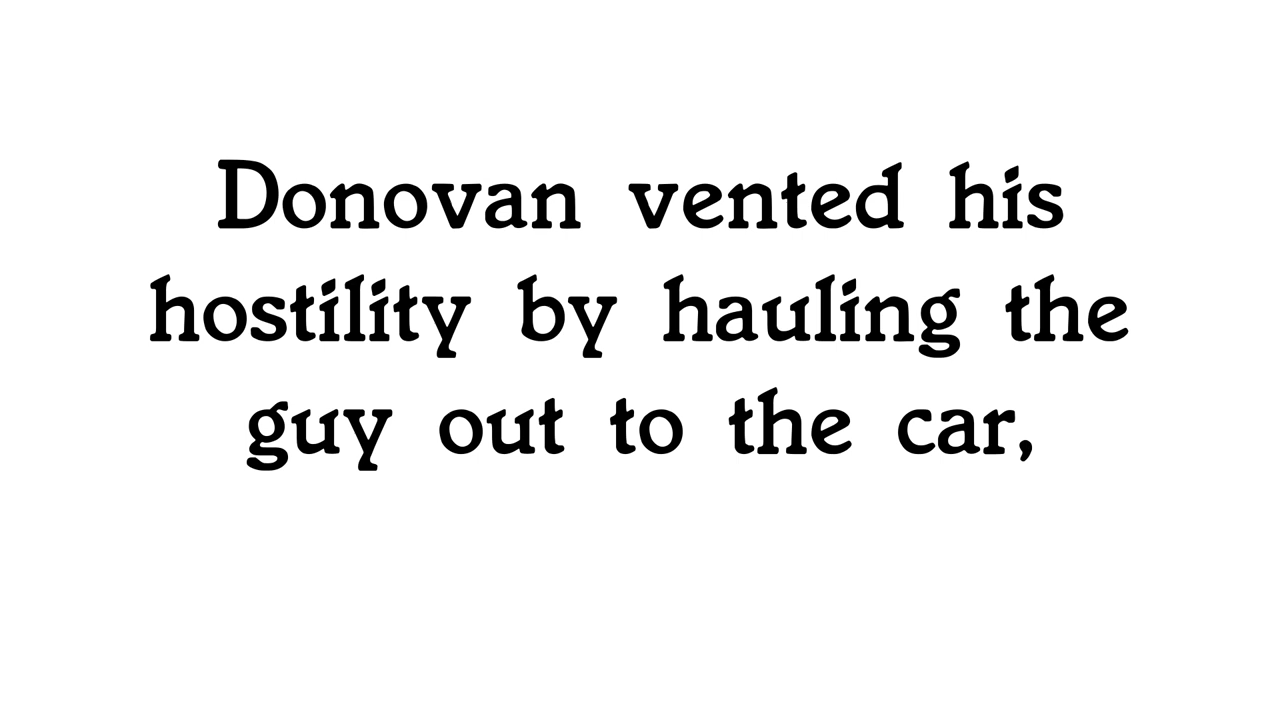 Donovan vented his
hostility by hauling the
guy out to the car,